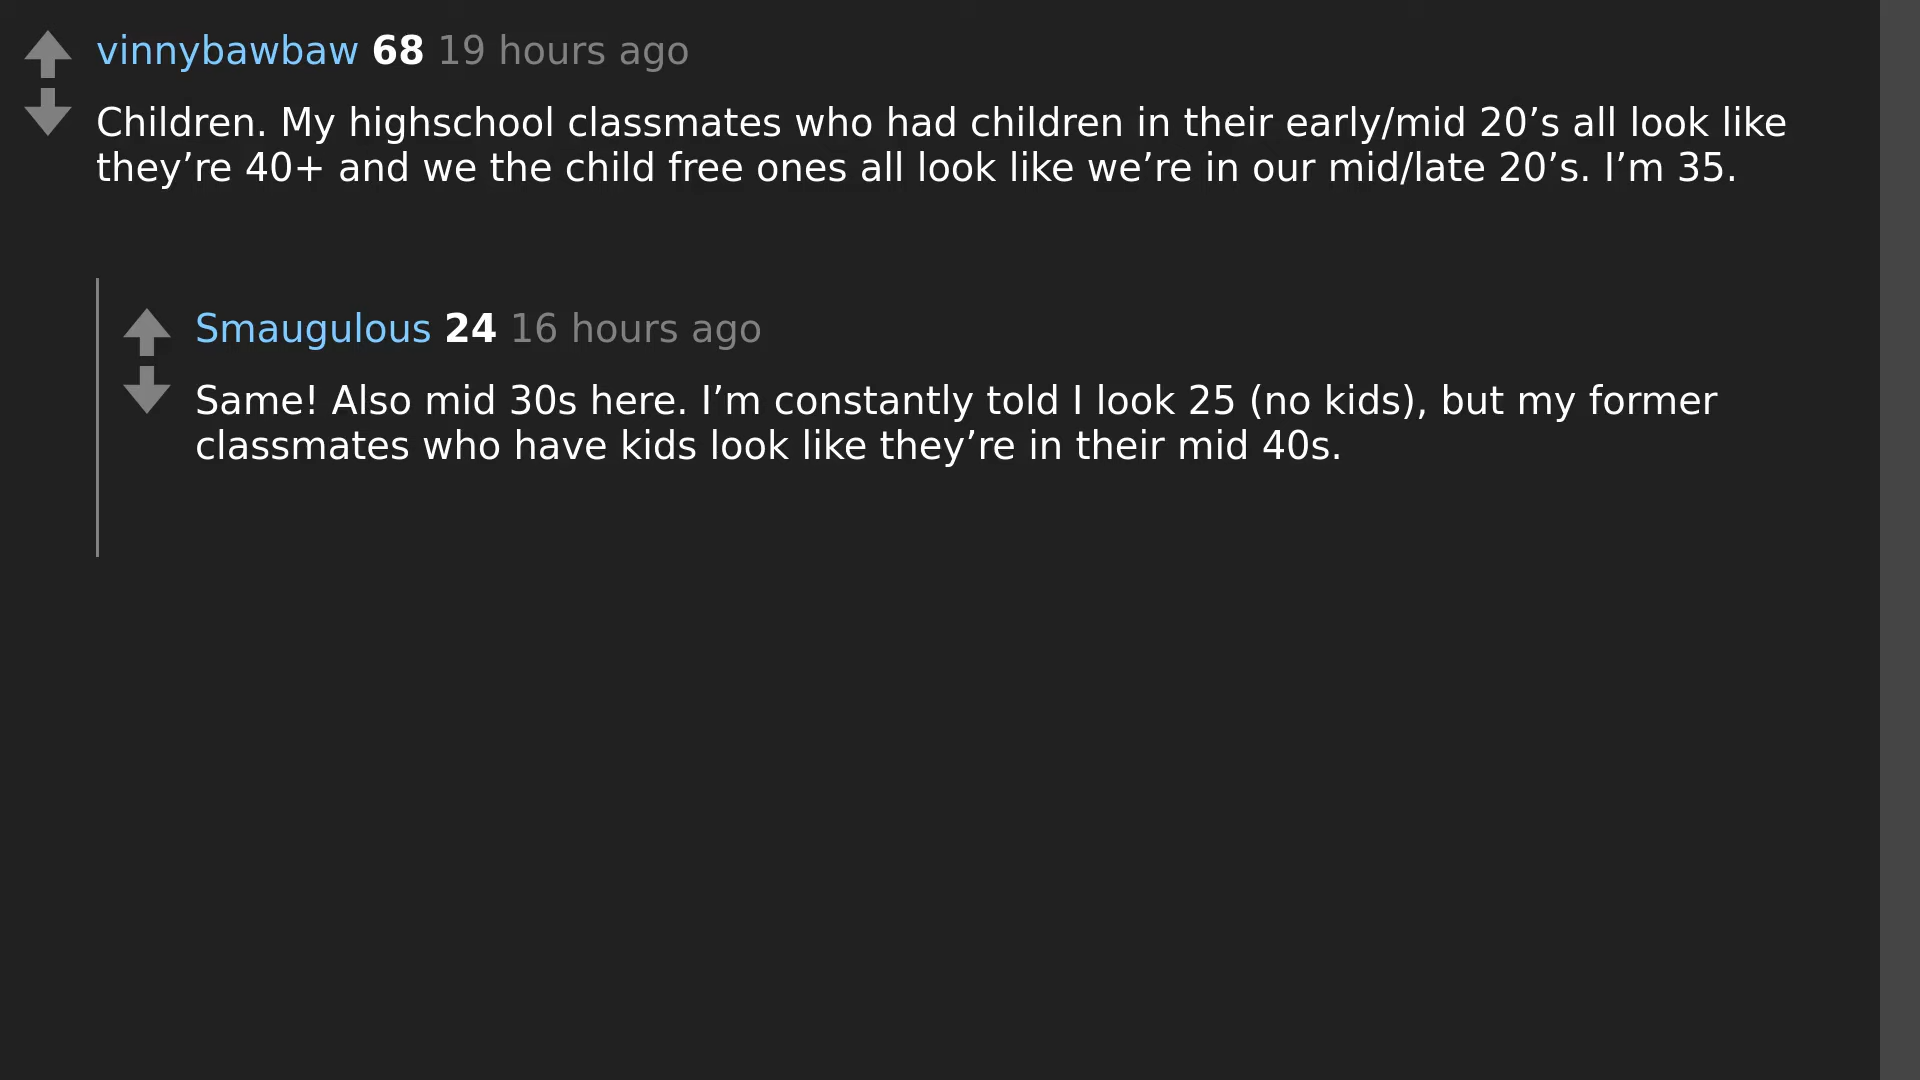 vinnybawbaw 68 19 hours ago
Children. My highschool classmates who had children in their early/mid 20’s all look like
they’re 40+ and we the child free ones all look like we’re in our mid/late 20’s. I’m 35.
Smaugulous 24 16 hours ago
Same! Also mid 30s here. I’m constantly told I look 25 (no kids), but my former
classmates who have kids look like they’re in their mid 40s.